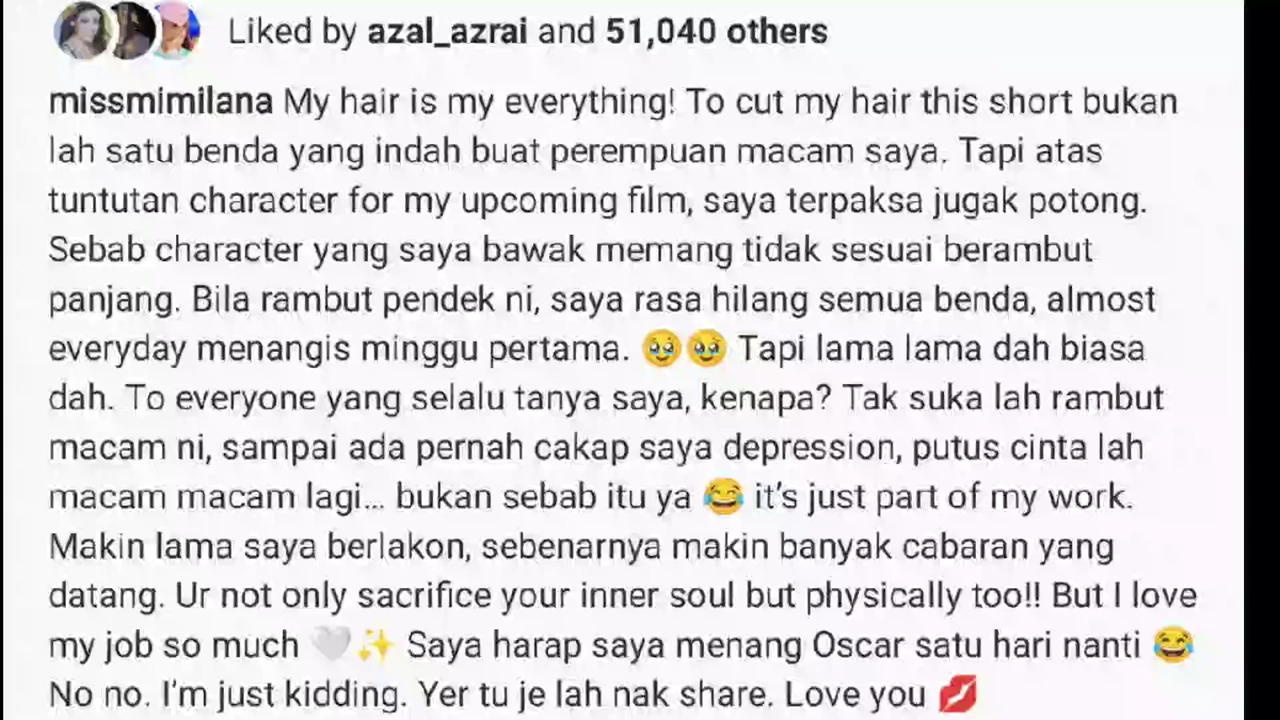 Liked by azal_azrai and 51,040 others
missmimilana My hair is my everything! To cut my hair this short bukan
lah satu benda yang indah buat perempuan macam saya. Tapi atas
tuntutan character for my upcoming film, saya terpaksa jugak potong.
Sebab character yang saya bawak memang tidak sesuai berambut
panjang. Bila rambut pendek ni, saya rasa hilang semua benda, almost
everyday menangis minggu pertama. 🥹🥹 Tapi lama lama dah biasa
dah. To everyone yang selalu tanya saya, kenapa? Tak suka lah rambut
macam ni, sampai ada pernah cakap saya depression, putus cinta lah
macam macam lagi... bukan sebab itu ya 😂 it's just part of my work.
Makin lama saya berlakon, sebenarnya makin banyak cabaran yang
datang. Ur not only sacrifice your inner soul but physically too!! But I love
my job so much 🤍✨ Saya harap saya menang Oscar satu hari nanti 😂
No no. I'm just kidding. Yer tu je lah nak share. Love you 💋